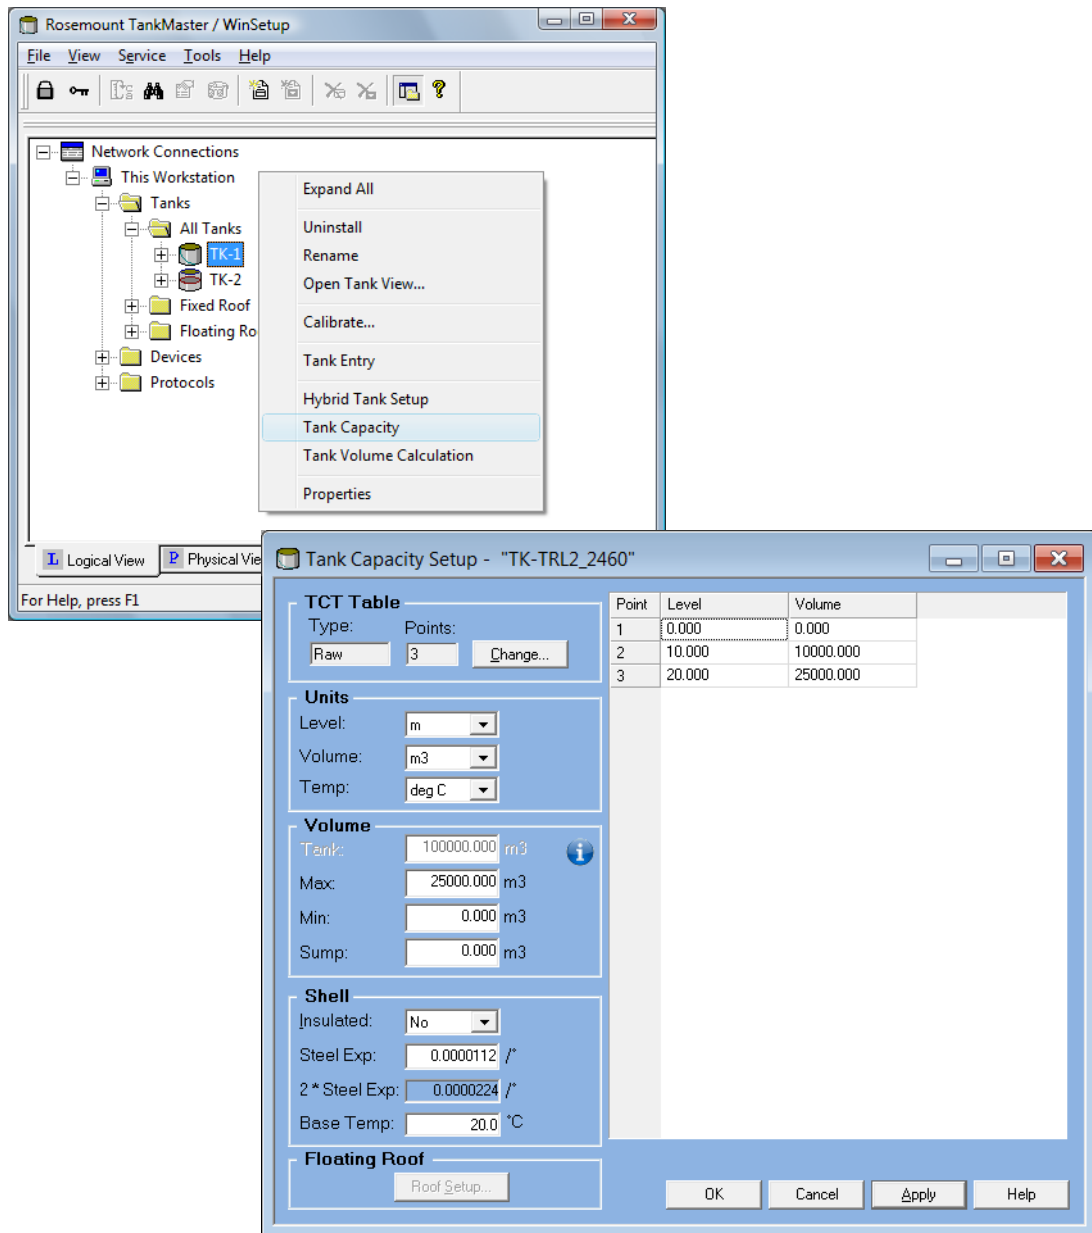 Rosemount TankMaster / WinSetup
File View Service Tools Help
Network Connections
This Workstation
Tanks
All Tanks
TK-1
TK-2
Fixed Roof
Floating Ro
Devices
Protocols
Expand All
Uninstall
Rename
Open Tank View...
Calibrate...
Tank Entry
Hybrid Tank Setup
Tank Capacity
Tank Volume Calculation
Properties
L Logical View P Physical Vie
For Help, press F1
Tank Capacity Setup - "TK-TRL2_2460"
TCT Table
Type: Points:
Raw 3 Change...
Units
Level: m
Volume: m3
Temp: deg C
Volume
Tank: 100000.000 m3
Max: 25000.000 m3
Min: 0.000 m3
Sump: 0.000 m3
Shell
Insulated: No
Steel Exp: 0.0000112 /°
2 * Steel Exp: 0.0000224 /°
Base Temp: 20.0 °C
Floating Roof
Roof Setup...
Point Level Volume
1 0.000 0.000
2 10.000 10000.000
3 20.000 25000.000
OK Cancel Apply Help